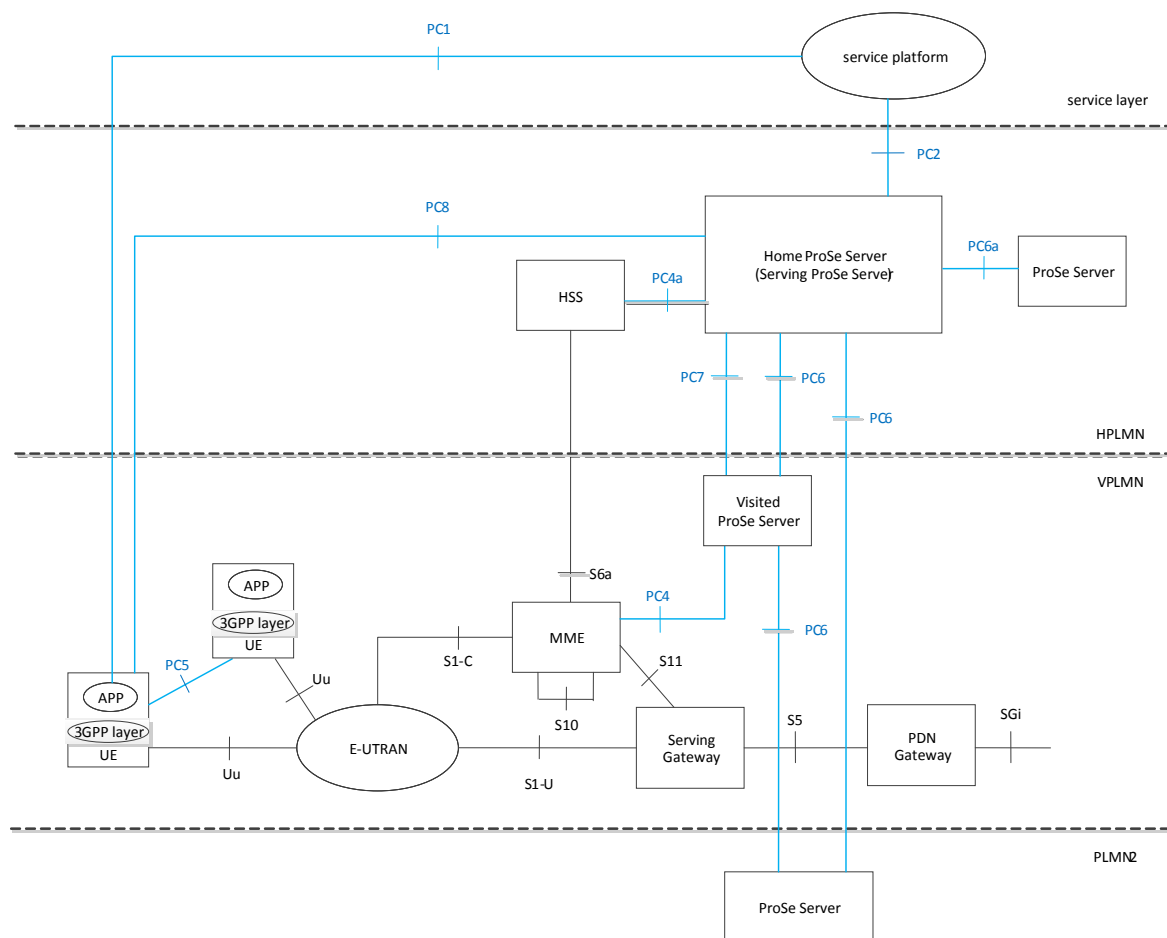 PC1
service platform
service layer
PC2
PC8
Home ProSe Server
(Serving ProSe Server)
PC6a
ProSe Server
HSS
PC4a
PC7
PC6
PC6
HPLMN
VPLMN
Visited
ProSe Server
APP
3GPP layer
UE
S6a
PC4
MME
PC6
S1-C
S11
PC5
Uu
APP
3GPP layer
UE
S10
E-UTRAN
Serving
Gateway
S5
PDN
Gateway
SGi
Uu
S1-U
PLMN2
ProSe Server